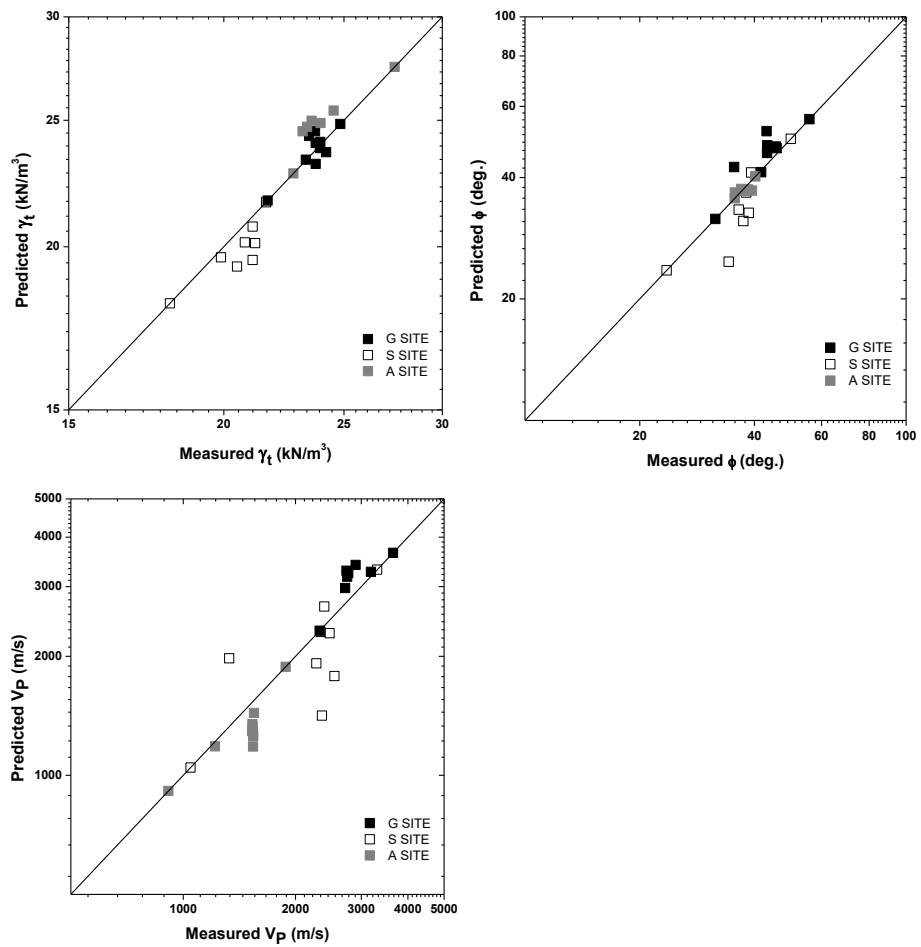 30
25
20
15
Predicted γt (kN/m³)
G SITE
S SITE
A SITE
15 20 25 30
Measured γt (kN/m³)
100
80
60
40
20
Predicted ϕ (deg.)
G SITE
S SITE
A SITE
20 40 60 80 100
Measured ϕ (deg.)
5000
4000
3000
2000
1000
Predicted VP (m/s)
G SITE
S SITE
A SITE
1000 2000 3000 4000 5000
Measured VP (m/s)